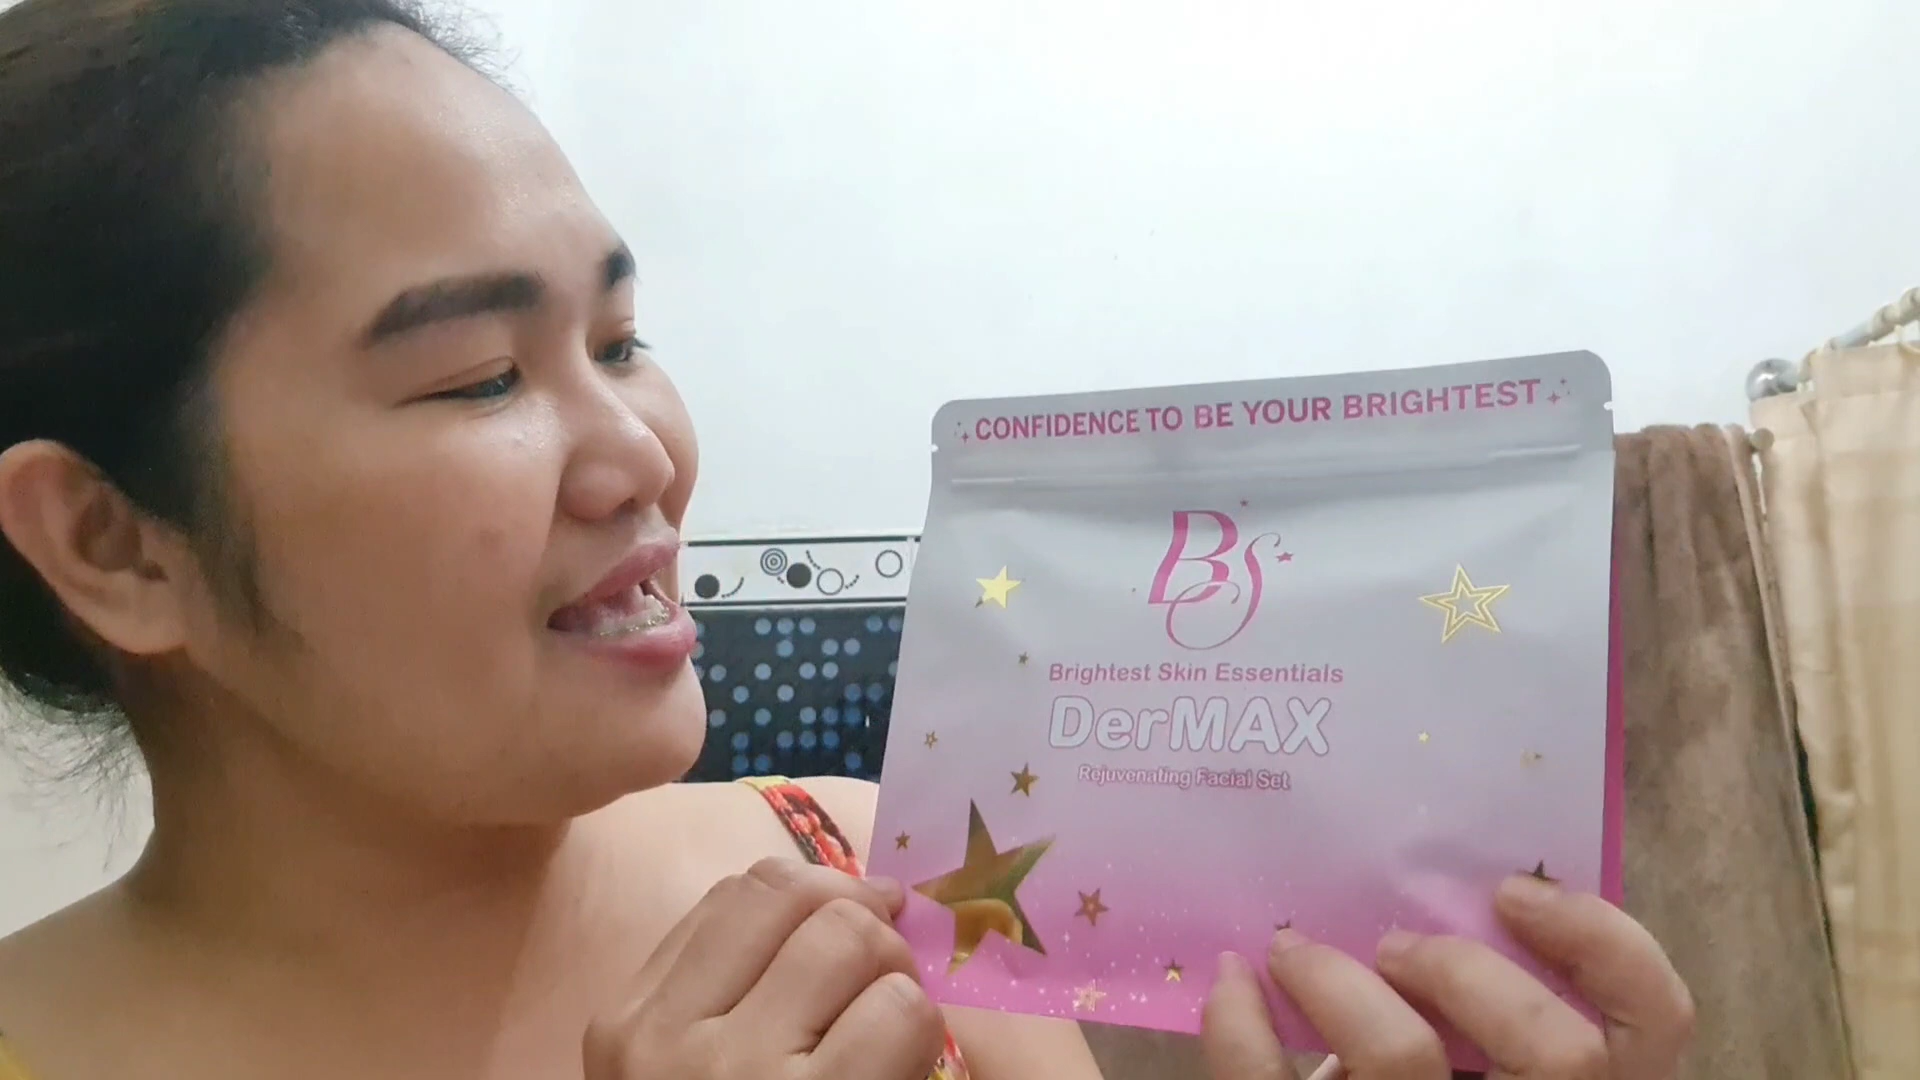 CONFIDENCE TO BE YOUR BRIGHTEST
BS
Brightest Skin Essentials
DerMAX
Rejuvenating Facial Set